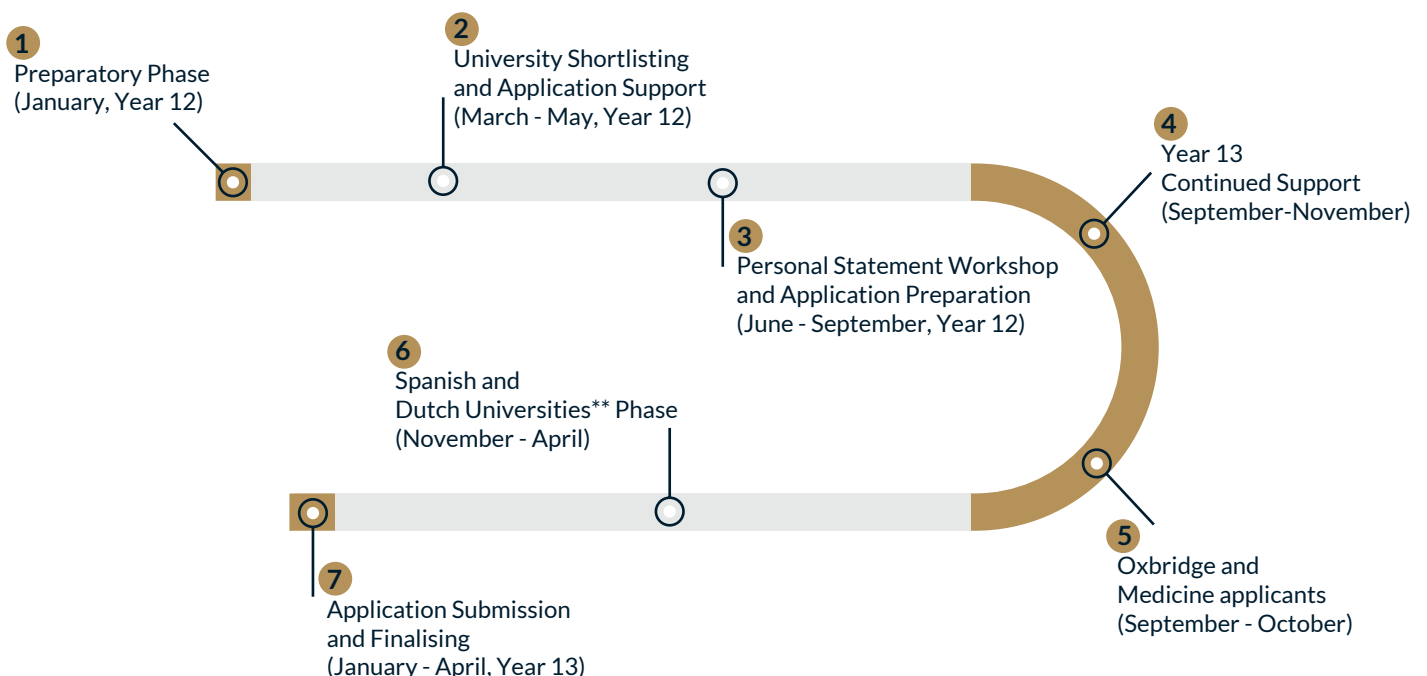 1
Preparatory Phase
(January, Year 12)
2
University Shortlisting
and Application Support
(March - May, Year 12)
3
Personal Statement Workshop
and Application Preparation
(June - September, Year 12)
4
Year 13
Continued Support
(September-November)
5
Oxbridge and
Medicine applicants
(September - October)
6
Spanish and
Dutch Universities** Phase
(November - April)
7
Application Submission
and Finalising
(January - April, Year 13)